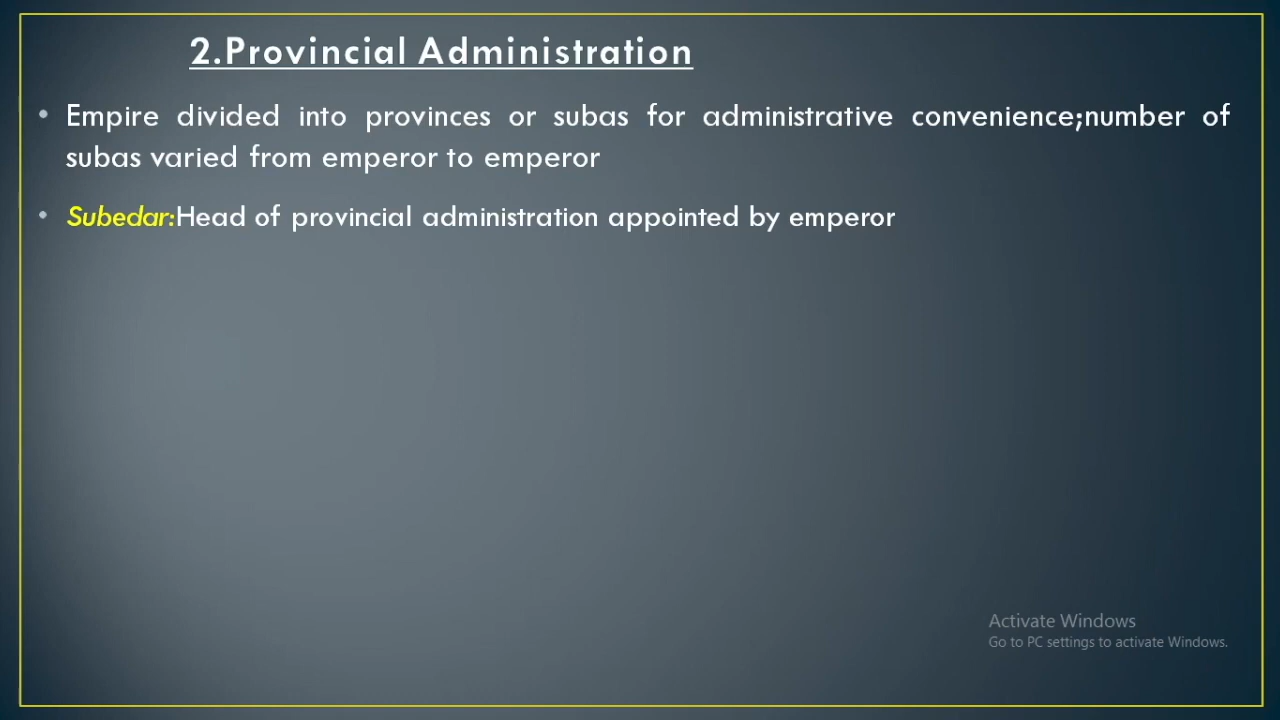 2.Provincial Administration
• Empire divided into provinces or subas for administrative convenience;number of
subas varied from emperor to emperor
• Subedar:Head of provincial administration appointed by emperor
Activate Windows
Go to PC settings to activate Windows.